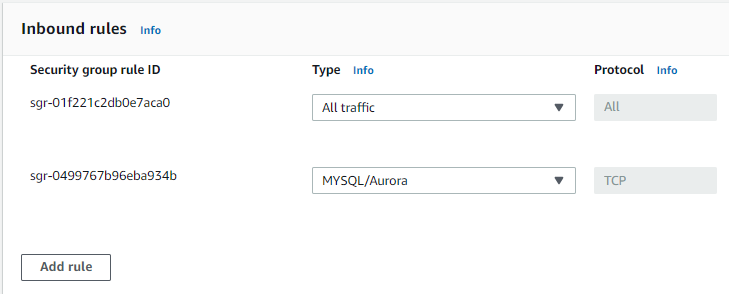 Inbound rules Info
Security group rule ID Type Info Protocol Info
sgr-01f221c2db0e7aca0 All traffic All
sgr-0499767b96eba934b MYSQL/Aurora TCP
Add rule